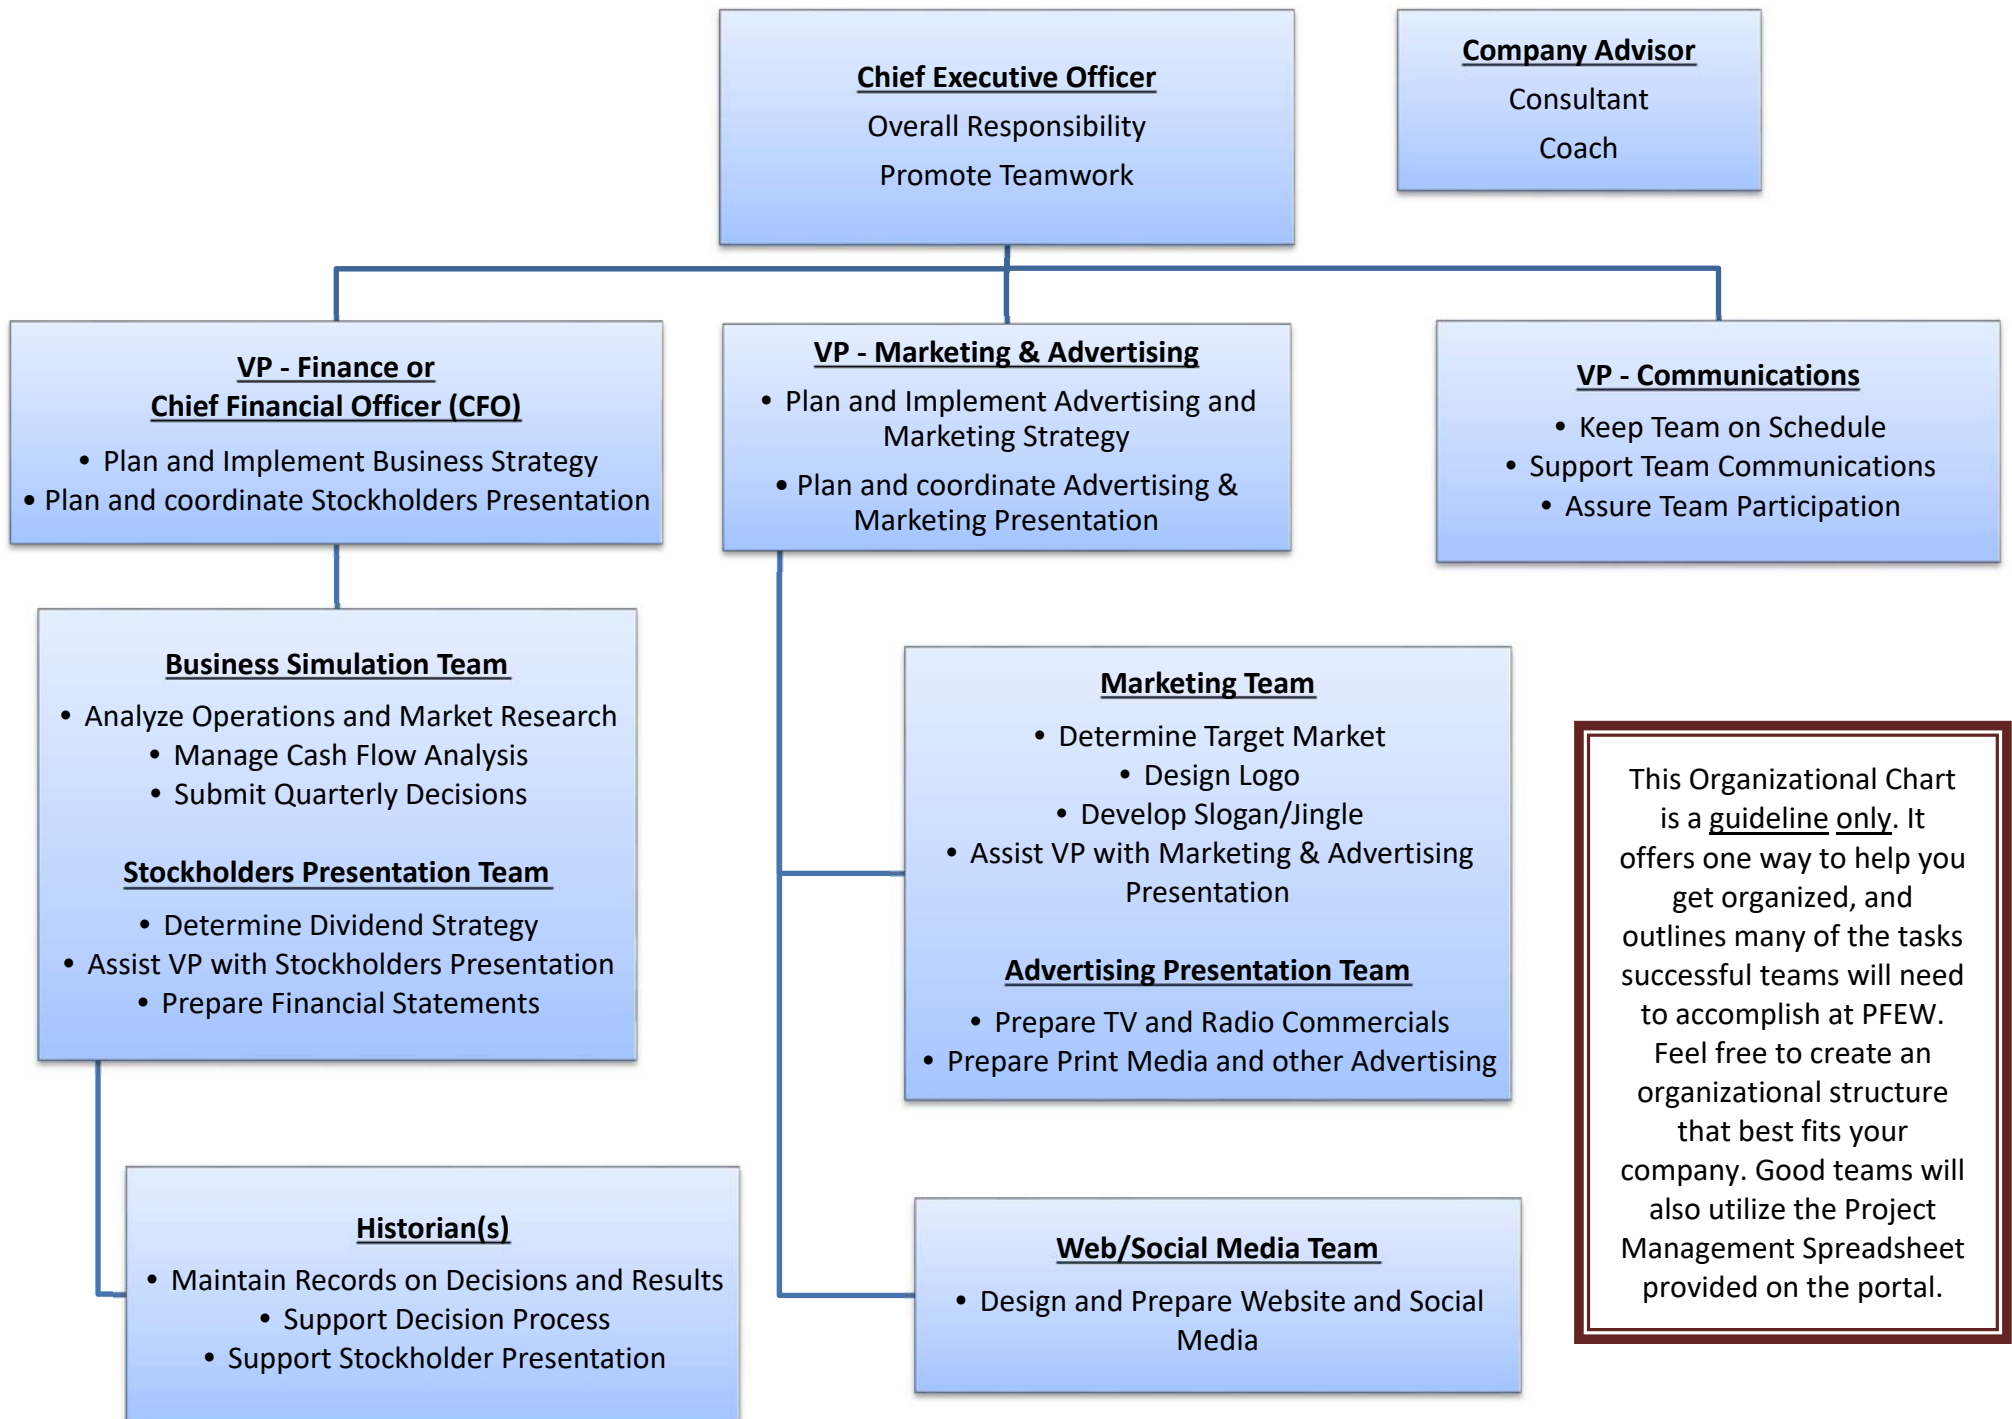 Chief Executive Officer
Overall Responsibility
Promote Teamwork
Company Advisor
Consultant
Coach
VP - Finance or
Chief Financial Officer (CFO)
• Plan and Implement Business Strategy
• Plan and coordinate Stockholders Presentation
VP - Marketing & Advertising
• Plan and Implement Advertising and
Marketing Strategy
• Plan and coordinate Advertising &
Marketing Presentation
VP - Communications
• Keep Team on Schedule
• Support Team Communications
• Assure Team Participation
Business Simulation Team
• Analyze Operations and Market Research
• Manage Cash Flow Analysis
• Submit Quarterly Decisions
Stockholders Presentation Team
• Determine Dividend Strategy
• Assist VP with Stockholders Presentation
• Prepare Financial Statements
Marketing Team
• Determine Target Market
• Design Logo
• Develop Slogan/Jingle
• Assist VP with Marketing & Advertising
Presentation
Advertising Presentation Team
• Prepare TV and Radio Commercials
• Prepare Print Media and other Advertising
This Organizational Chart
is a guideline only. It
offers one way to help you
get organized, and
outlines many of the tasks
successful teams will need
to accomplish at PFEW.
Feel free to create an
organizational structure
that best fits your
company. Good teams will
also utilize the Project
Management Spreadsheet
provided on the portal.
Historian(s)
• Maintain Records on Decisions and Results
• Support Decision Process
• Support Stockholder Presentation
Web/Social Media Team
• Design and Prepare Website and Social
Media